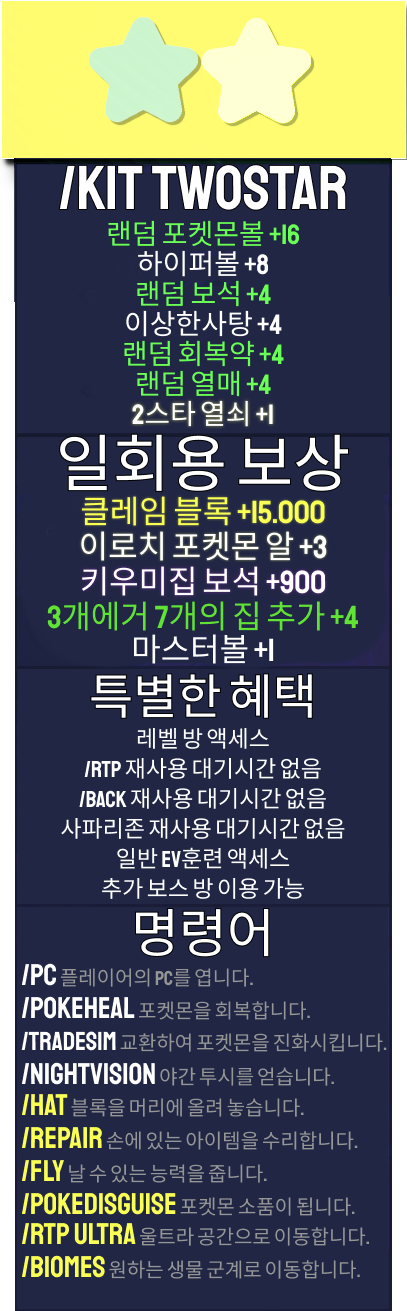 /KIT TWOSTAR
랜덤 포켓몬볼 +16
하이퍼볼 +8
랜덤 보석 +4
이상한사탕 +4
랜덤 회복약 +4
랜덤 열매 +4
2스타 열쇠 +1
일회용 보상
클레임 블록 +15.000
이로치 포켓몬 알 +3
키우미집 보석 +900
3개에거 7개의 집 추가 +4
마스터볼 +1
특별한 혜택
레벨 방 액세스
/RTP 재사용 대기시간 없음
/BACK 재사용 대기시간 없음
사파리존 재사용 대기시간 없음
일반 EV훈련 액세스
추가 보스 방 이용 가능
명령어
/PC 플레이어의 PC를 엽니다.
/POKEHEAL 포켓몬을 회복합니다.
/TRADESIM 교환하여 포켓몬을 진화시킵니다.
/NIGHTVISION 야간 투시를 얻습니다.
/HAT 블록을 머리에 올려 놓습니다.
/REPAIR 손에 있는 아이템을 수리합니다.
/FLY 날 수 있는 능력을 줍니다.
/POKEDISGUISE 포켓몬 소품이 됩니다.
/RTP ULTRA 울트라 공간으로 이동합니다.
/BIOMES 원하는 생물 군계로 이동합니다.